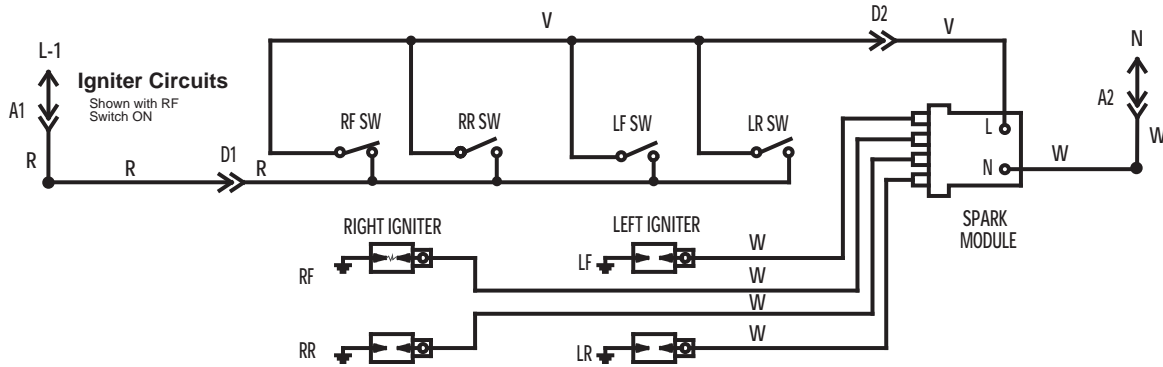 V
D2
V
L-1
N
Igniter Circuits
Shown with RF
Switch ON
A1
A2
RF SW
RR SW
LF SW
LR SW
L
W
R
D1
R
R
N
W
SPARK
MODULE
RIGHT IGNITER
LEFT IGNITER
W
RF
LF
W
W
RR
LR
W